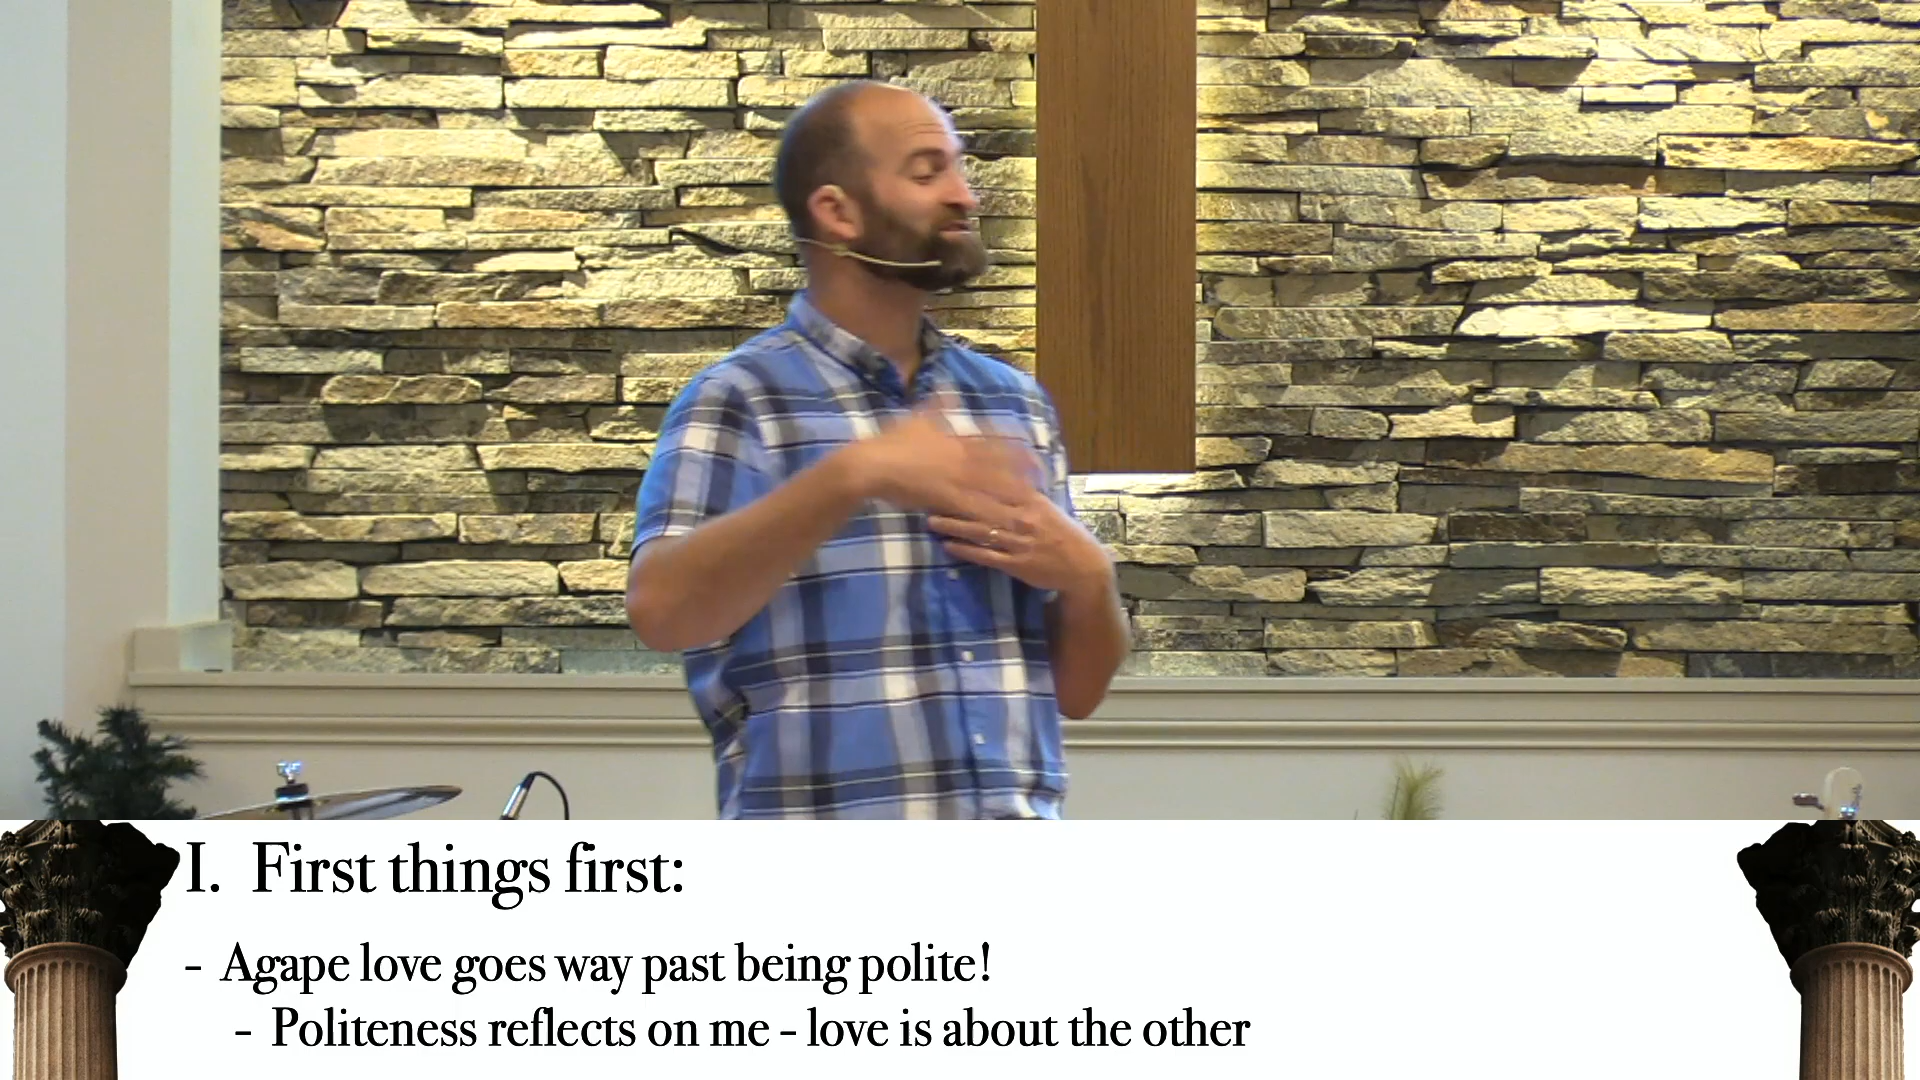 I. First things first:
- Agape love goes way past being polite!
- Politeness reflects on me - love is about the other